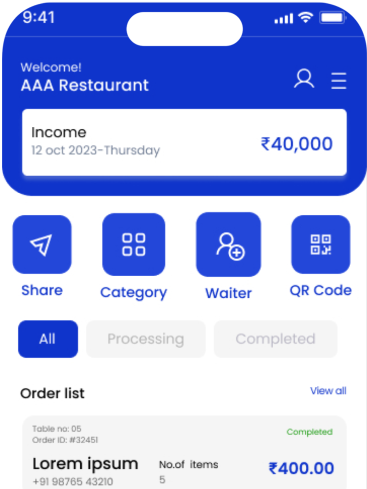 9:41
Welcome!
AAA Restaurant
Income
12 oct 2023-Thursday
₹40,000
Share
Category
Waiter
QR Code
All
Processing
Completed
Order list
View all
Table no: 05
Order ID: #32451
Completed
Lorem ipsum
No.of items
₹400.00
+91 98765 43210
5